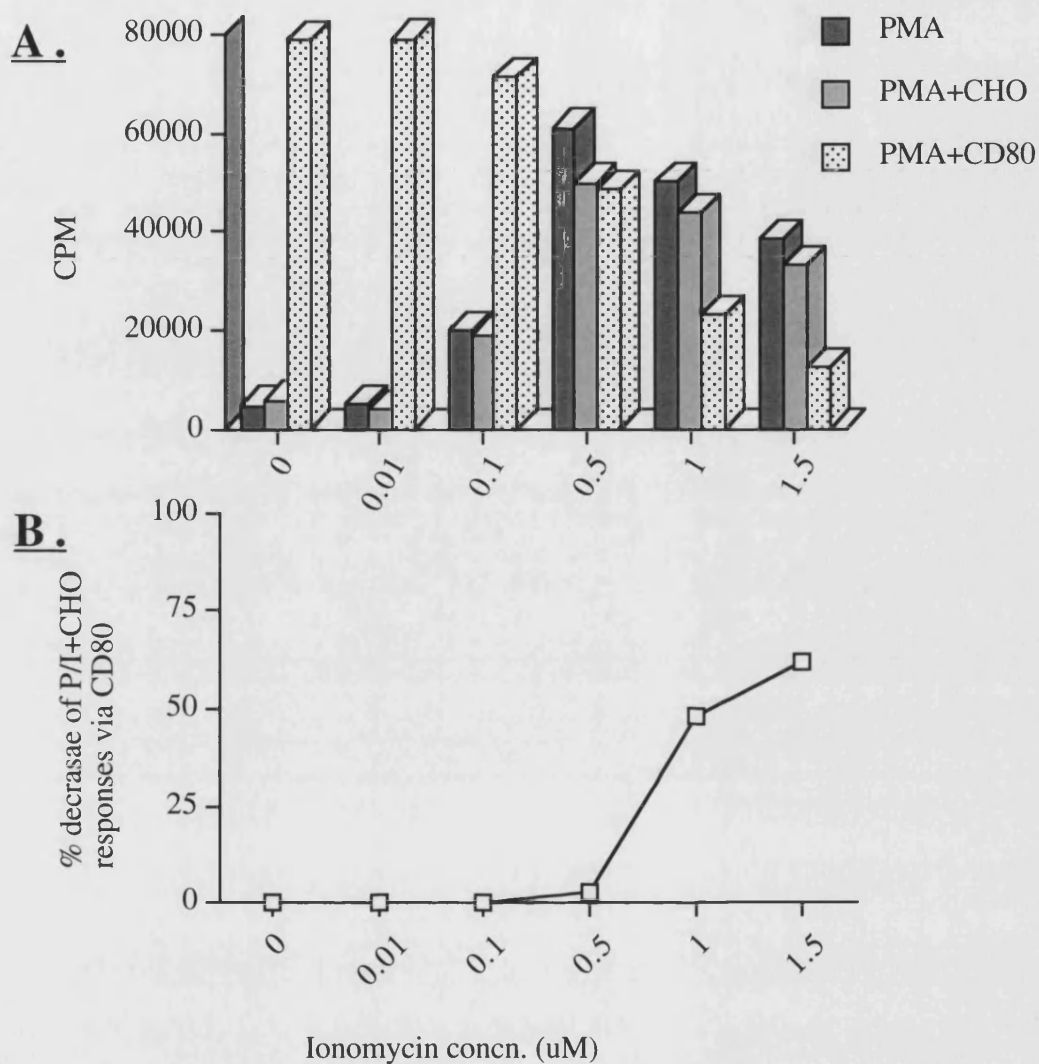 A.
80000
60000
40000
20000
0
CPM
0
0.01
0.1
0.5
1
1.5
PMA
PMA+CHO
PMA+CD80
B.
100
75
50
25
0
% decrasae of P/I+CHO
responses via CD80
0
0.01
0.1
0.5
1
1.5
Ionomycin concn. (uM)